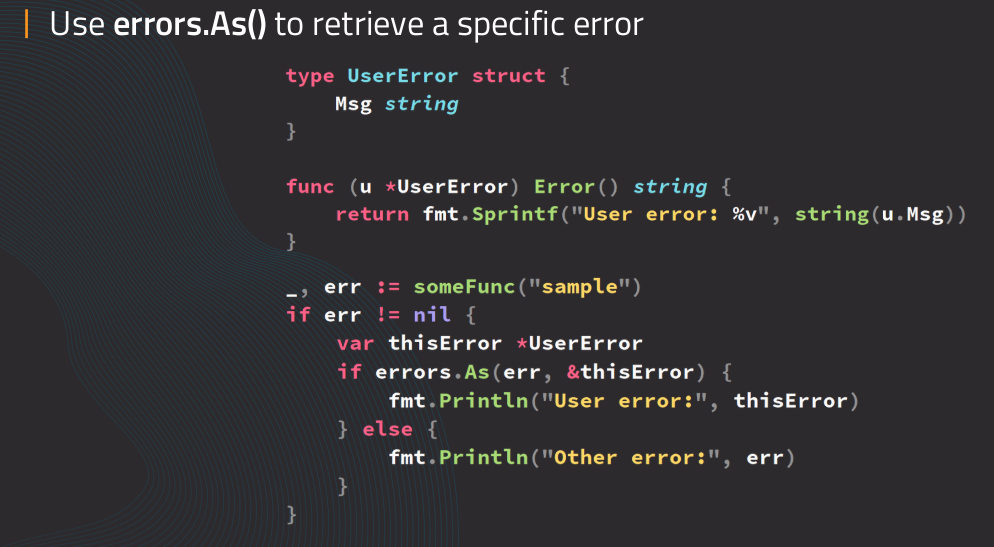 Use errors.As() to retrieve a specific error
type UserError struct {
Msg string
}
func (u *UserError) Error() string {
return fmt.Sprintf("User error: %v", string(u.Msg))
}
_, err := someFunc("sample")
if err != nil {
var thisError *UserError
if errors.As(err, &thisError) {
fmt.Println("User error:", thisError)
} else {
fmt.Println("Other error:", err)
}
}